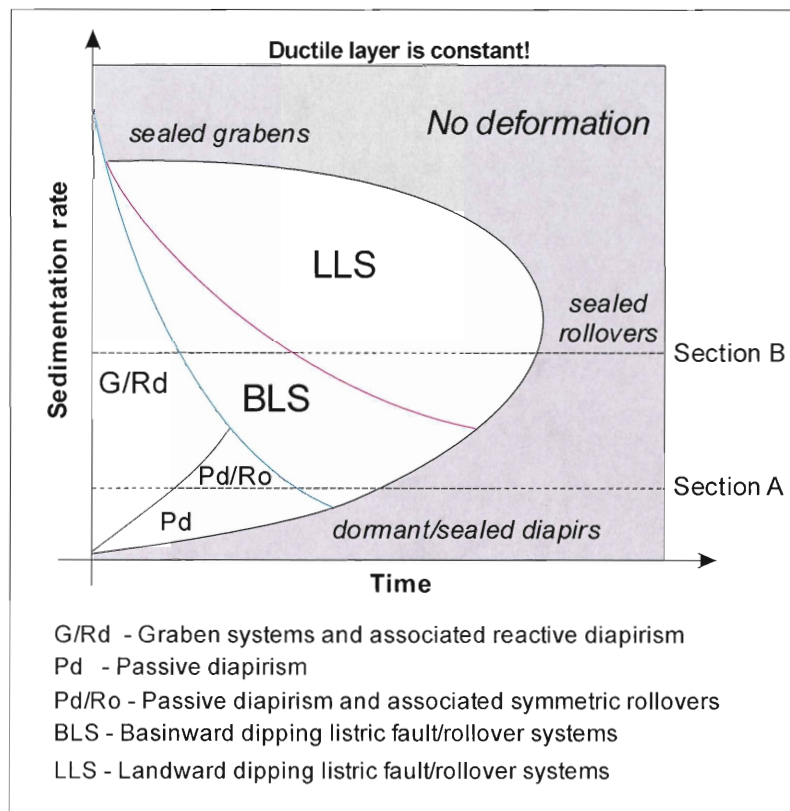 Ductile layer is constant!
No deformation
sealed grabens
LLS
sealed
rollovers
Section B
G/Rd
BLS
Pd/Ro
Section A
Pd
dormant/sealed diapirs
Sedimentation rate
Time
G/Rd - Graben systems and associated reactive diapirism
Pd - Passive diapirism
Pd/Ro - Passive diapirism and associated symmetric rollovers
BLS - Basinward dipping listric fault/rollover systems
LLS - Landward dipping listric fault/rollover systems